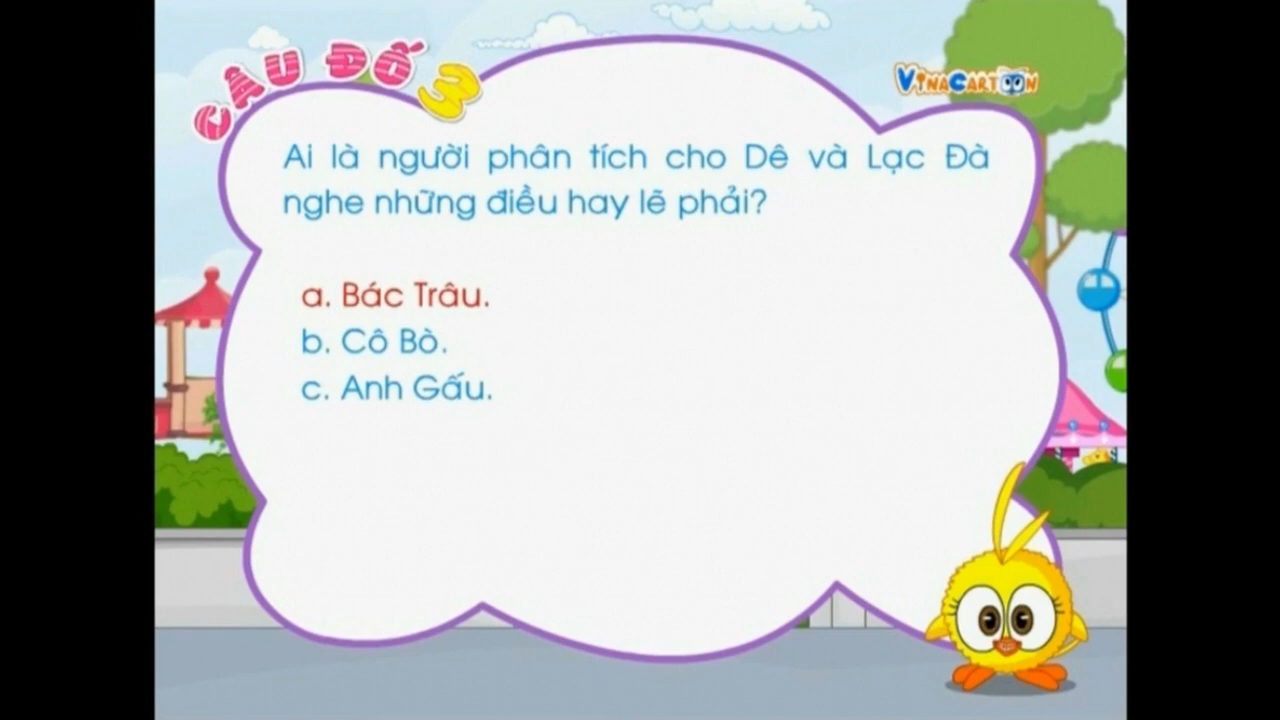 CÂU ĐỐ 3
VINACARTOON
Ai là người phân tích cho Dê và Lạc Đà
nghe những điều hay lẽ phải?
a. Bác Trâu.
b. Cô Bò.
c. Anh Gấu.